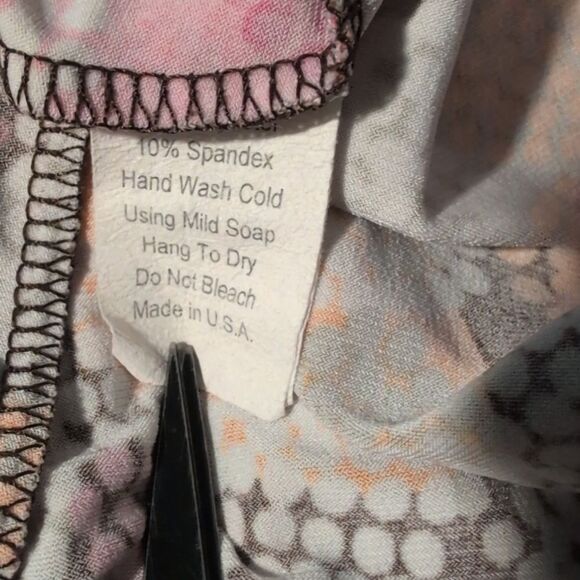 10% Spandex
Hand Wash Cold
Using Mild Soap
Hang To Dry
Do Not Bleach
Made in U.S.A.